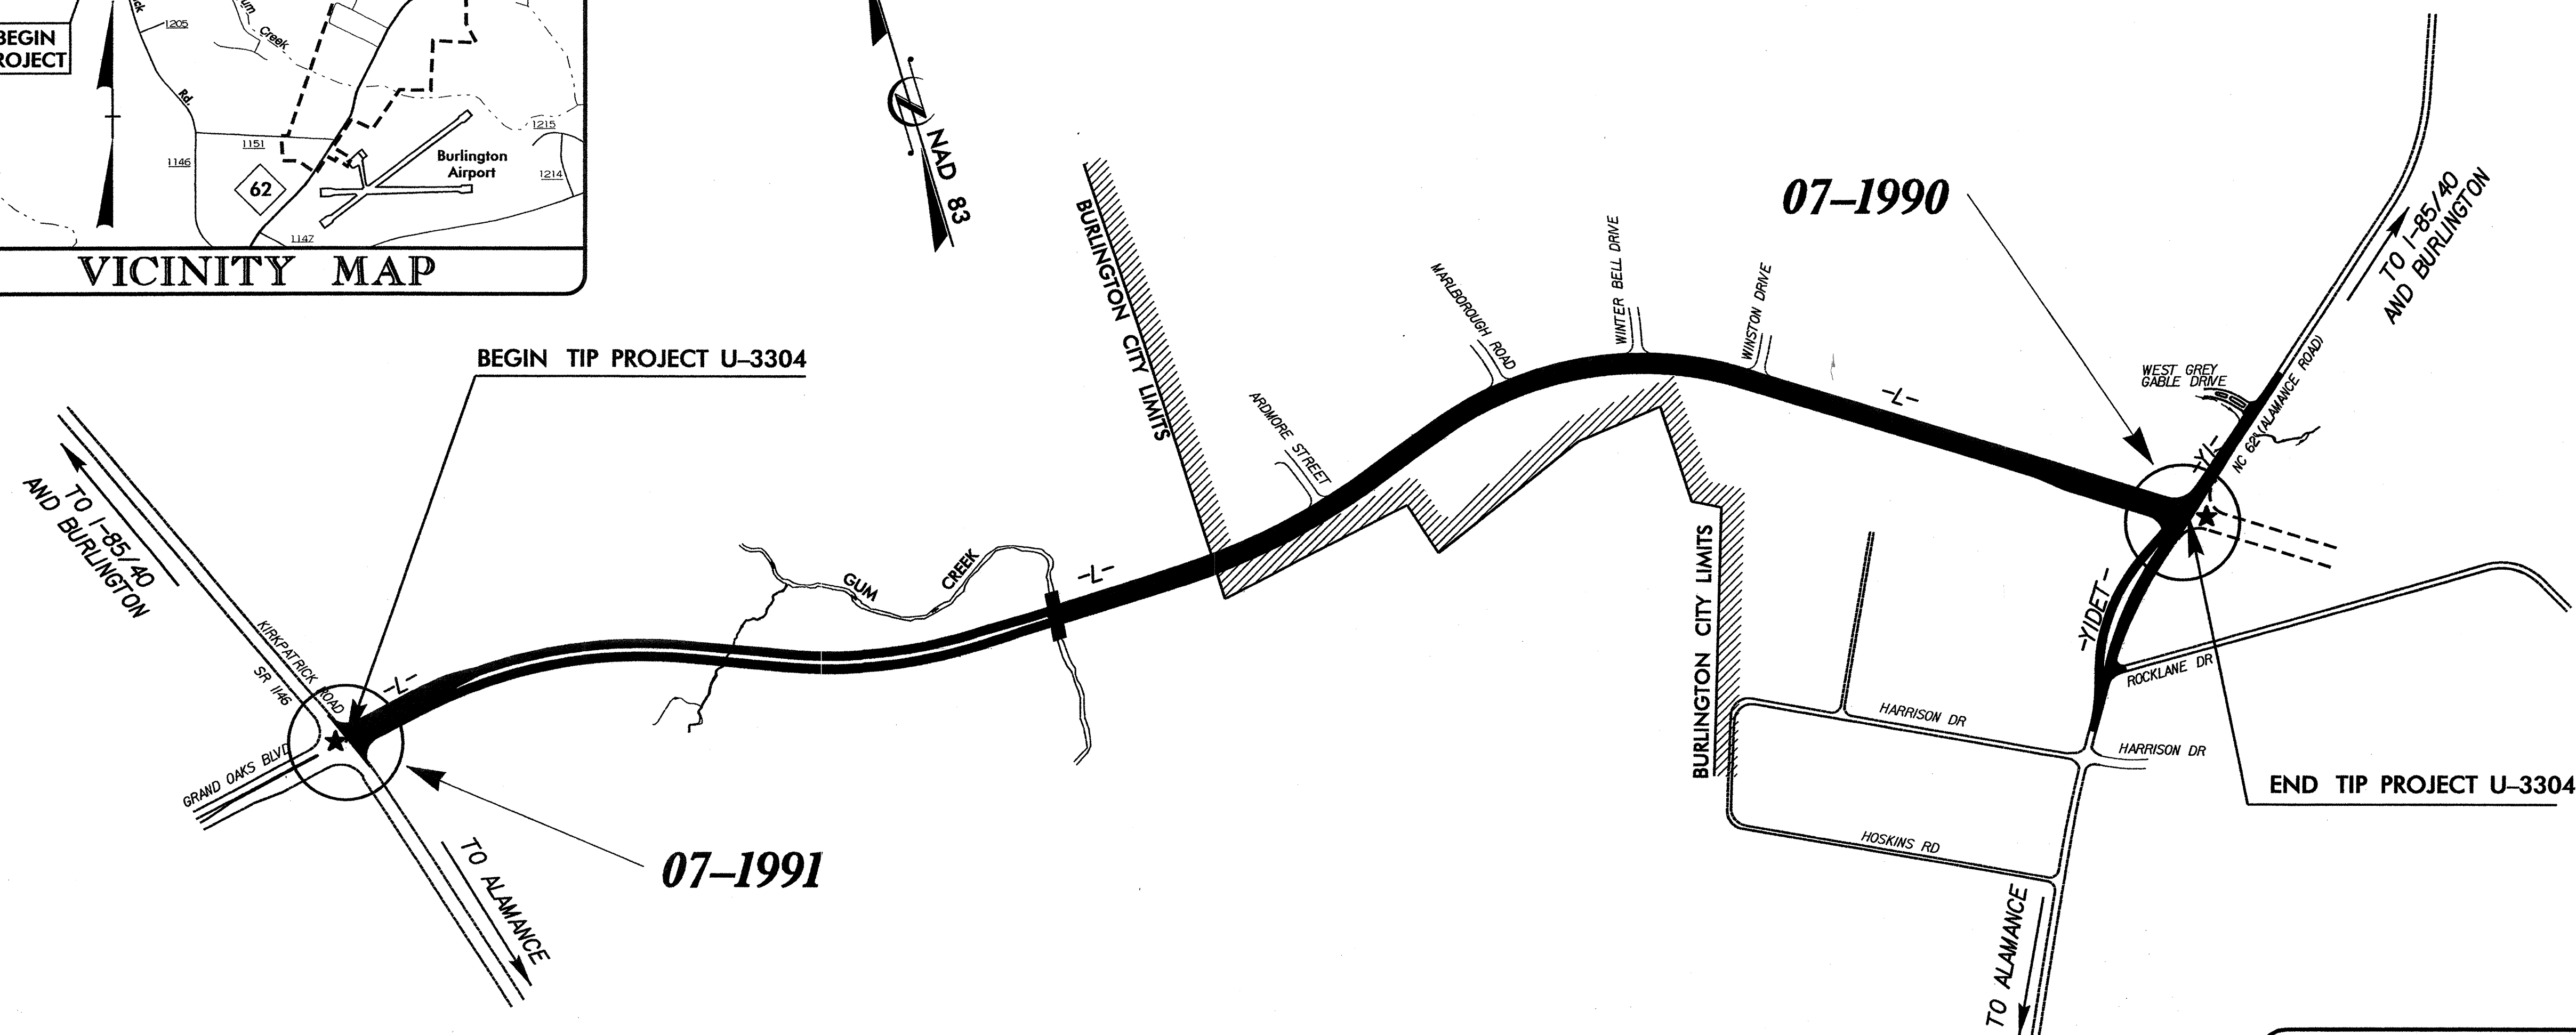 BEGIN
ROJECT
1205
Creek
Rd.
1151
1146
62
1147
Burlington
Airport
1215
1214
VICINITY MAP
NAD 83
BEGIN TIP PROJECT U–3304
TO I-85/40
AND BURLINGTON
KIRKPATRICK ROAD
SR 1146
GRAND OAKS BLVD
-L-
07–1991
TO ALAMANCE
GUM
CREEK
-L-
BURLINGTON CITY LIMITS
ARDMORE STREET
MARLBOROUGH ROAD
WINTER BELL DRIVE
WINSTON DRIVE
-L-
07–1990
BURLINGTON CITY LIMITS
WEST GREY
GABLE DRIVE
-Y1-
NC 62 (ALAMANCE ROAD)
TO I-85/40
AND BURLINGTON
-Y1DET-
ROCKLANE DR
HARRISON DR
HARRISON DR
HOSKINS RD
TO ALAMANCE
END TIP PROJECT U–3304